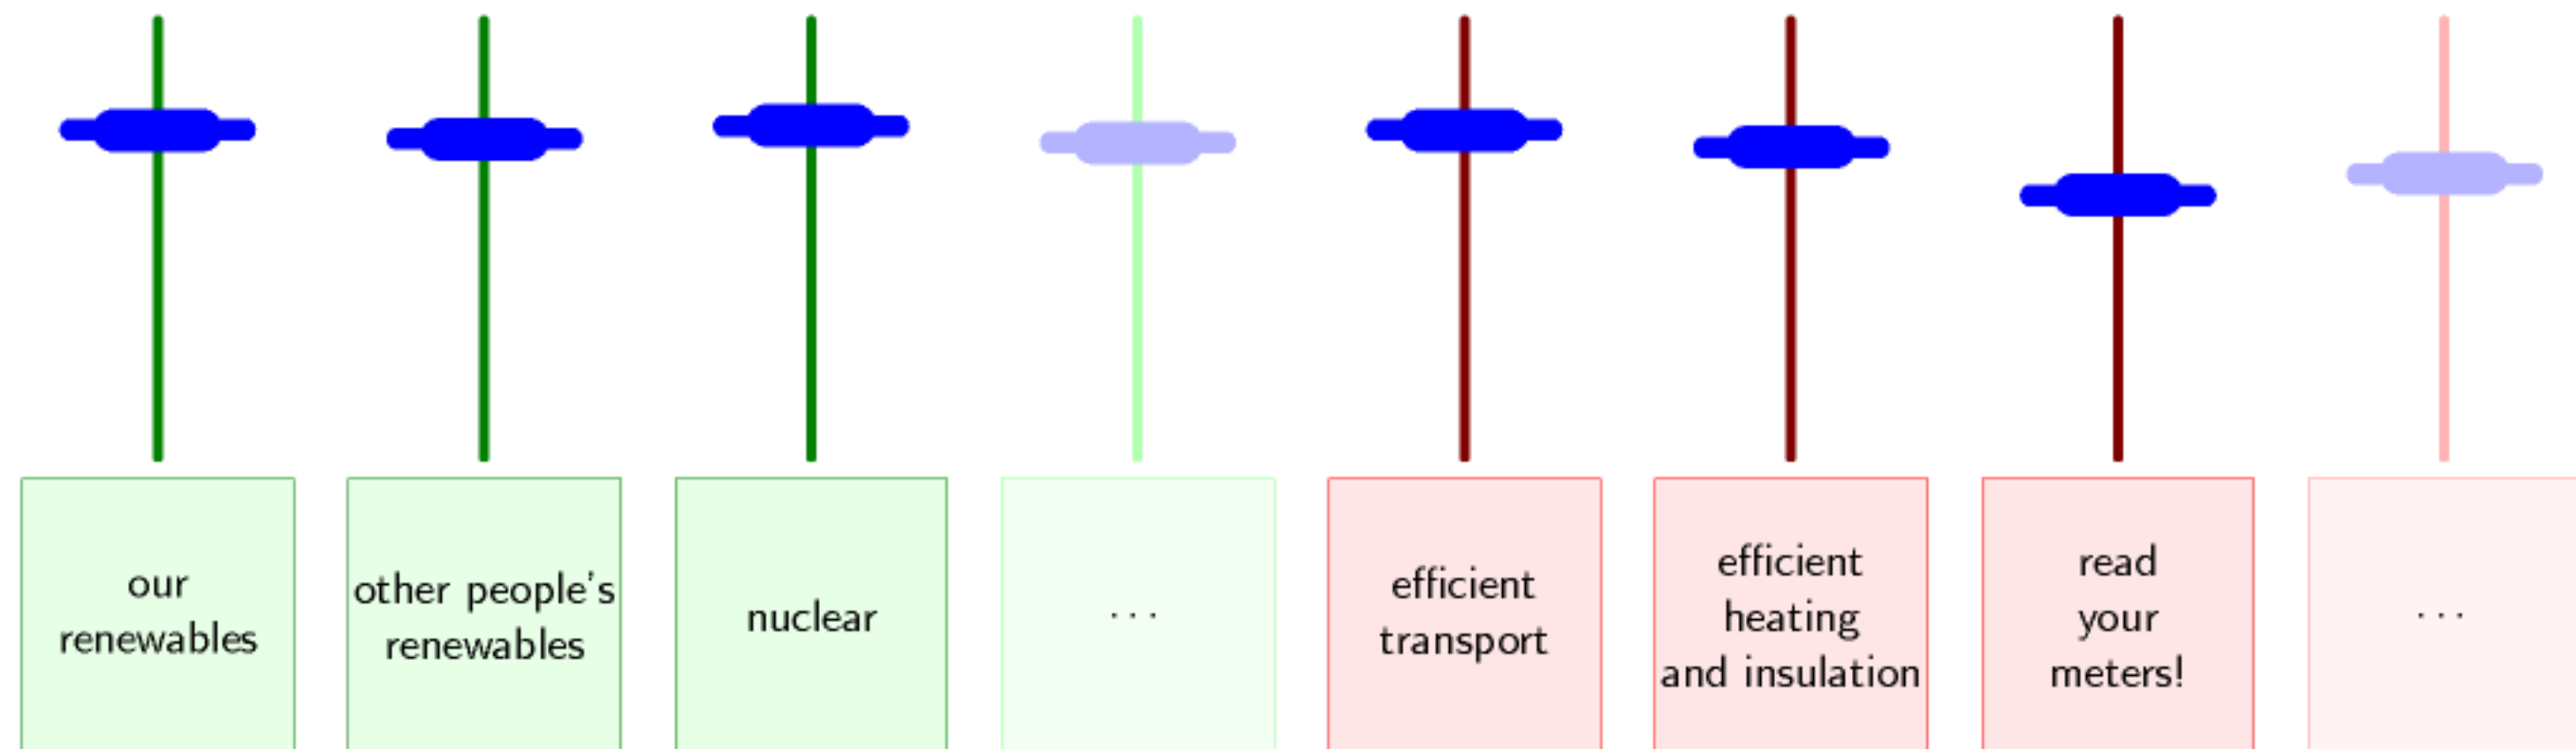 our
renewables
other people's
renewables
nuclear
...
efficient
transport
efficient
heating
and insulation
read
your
meters!
...